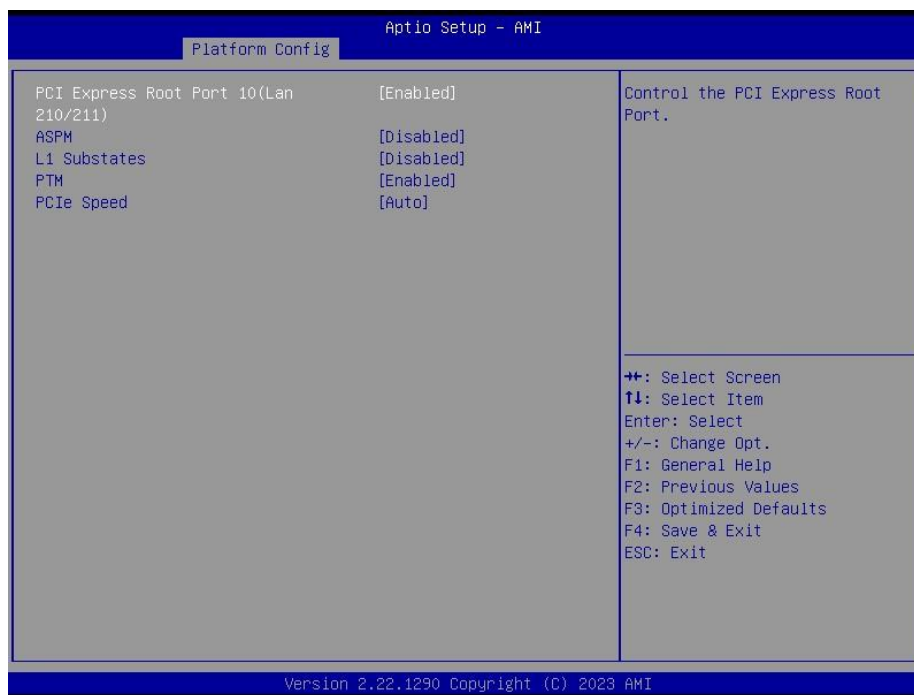 Aptio Setup - AMI
Platform Config
PCI Express Root Port 10(Lan [Enabled]
210/211)
ASPM [Disabled]
L1 Substates [Disabled]
PTM [Enabled]
PCIe Speed [Auto]
Control the PCI Express Root
Port.
→←: Select Screen
↑↓: Select Item
Enter: Select
+/-: Change Opt.
F1: General Help
F2: Previous Values
F3: Optimized Defaults
F4: Save & Exit
ESC: Exit
Version 2.22.1290 Copyright (C) 2023 AMI